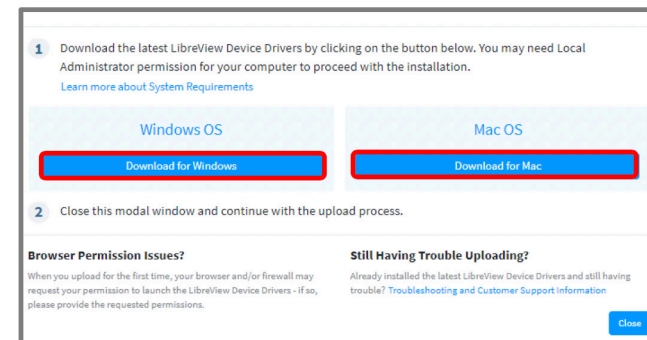 1 Download the latest LibreView Device Drivers by clicking on the button below. You may need Local
Administrator permission for your computer to proceed with the installation.
Learn more about System Requirements
Windows OS
Download for Windows
Mac OS
Download for Mac
2 Close this modal window and continue with the upload process.
Browser Permission Issues?
When you upload for the first time, your browser and/or firewall may
request your permission to launch the LibreView Device Drivers - if so,
please provide the requested permissions.
Still Having Trouble Uploading?
Already installed the latest LibreView Device Drivers and still having
trouble? Troubleshooting and Customer Support Information
Close